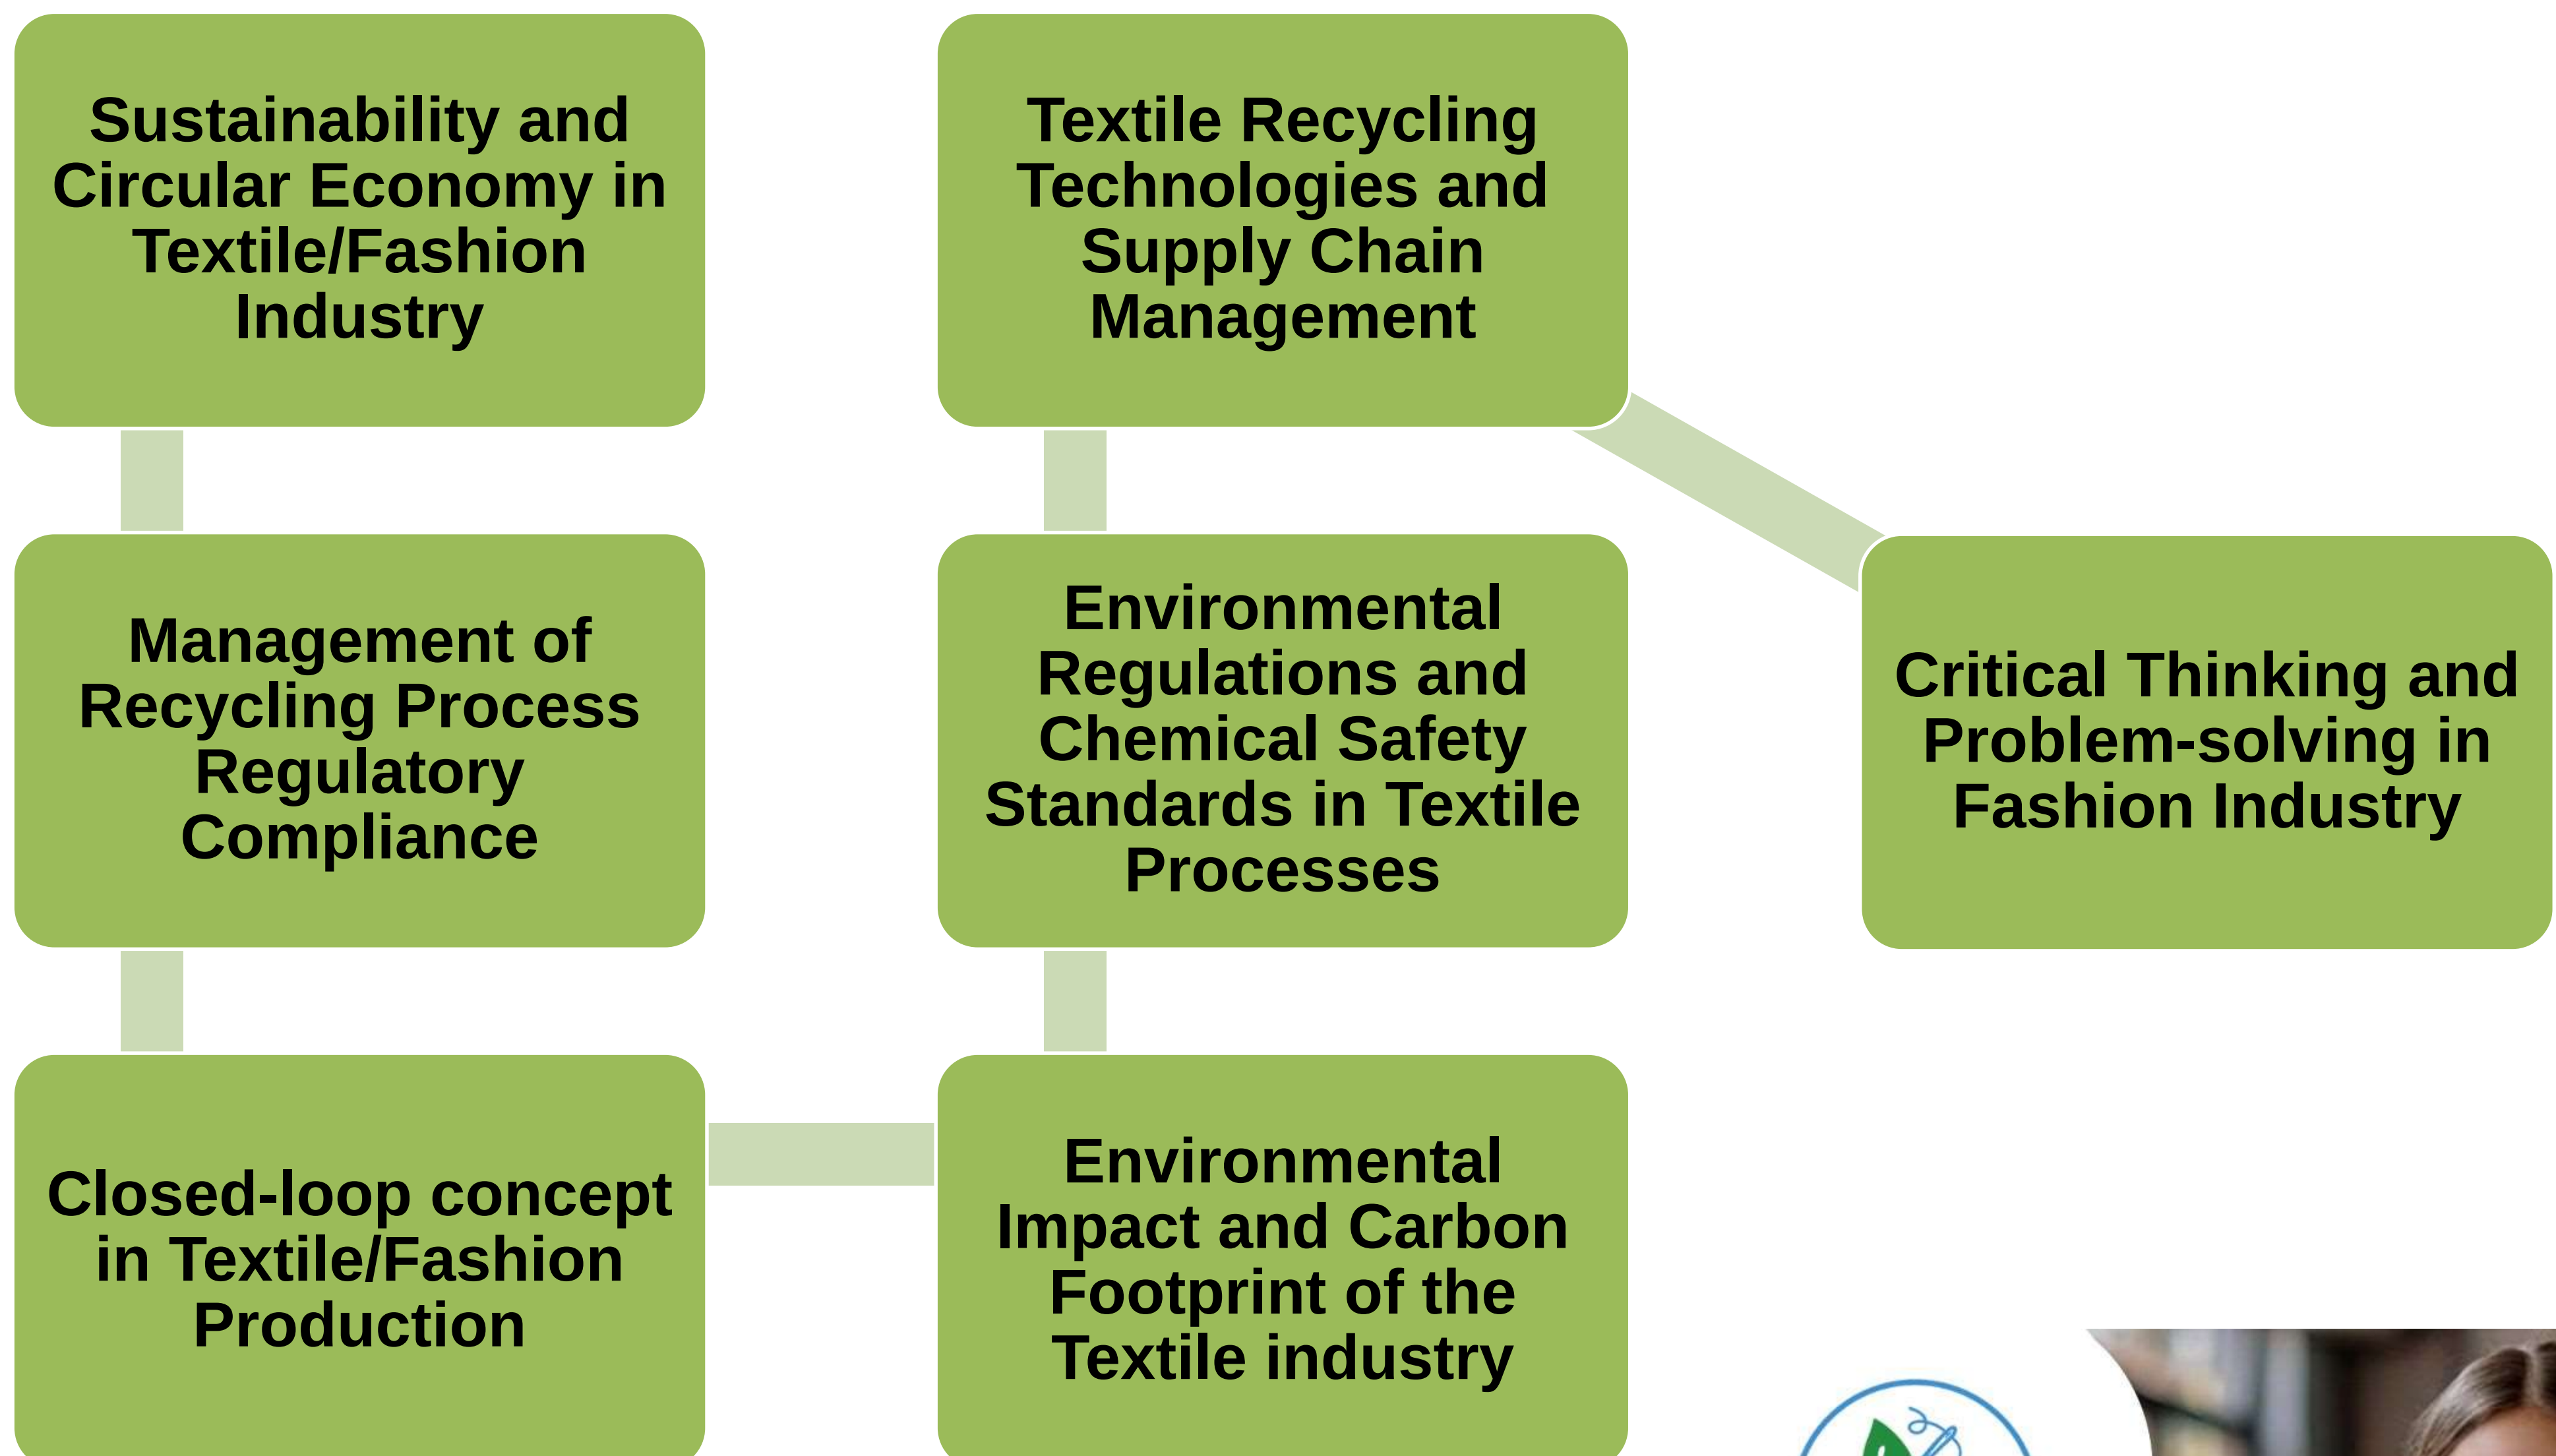 Sustainability and
Circular Economy in
Textile/Fashion
Industry
Management of
Recycling Process
Regulatory
Compliance
Closed-loop concept
in Textile/Fashion
Production
Environmental
Impact and Carbon
Footprint of the
Textile industry
Environmental
Regulations and
Chemical Safety
Standards in Textile
Processes
Textile Recycling
Technologies and
Supply Chain
Management
Critical Thinking and
Problem-solving in
Fashion Industry